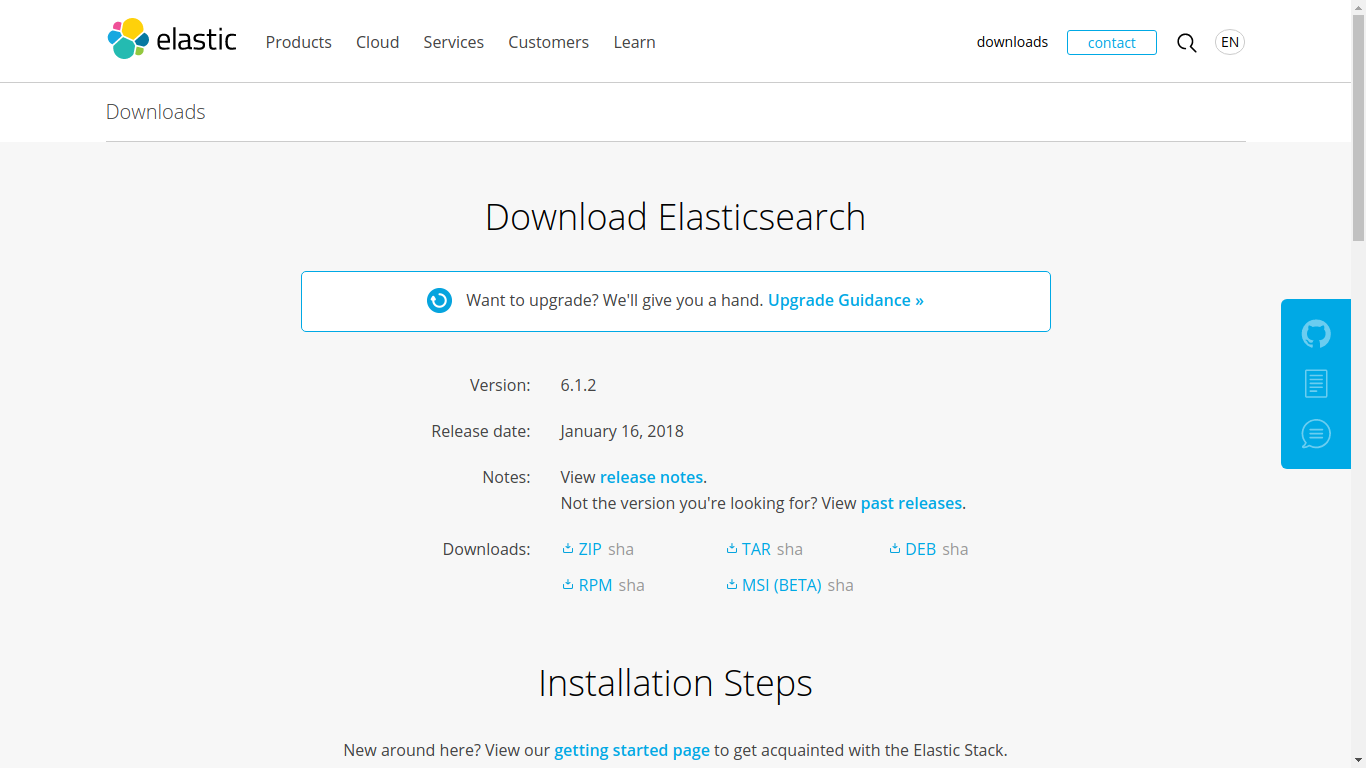 elastic Products Cloud Services Customers Learn downloads contact EN
Downloads
Download Elasticsearch
Want to upgrade? We'll give you a hand. Upgrade Guidance »
Version: 6.1.2
Release date: January 16, 2018
Notes: View release notes.
Not the version you're looking for? View past releases.
Downloads: ZIP sha TAR sha DEB sha
RPM sha MSI (BETA) sha
Installation Steps
New around here? View our getting started page to get acquainted with the Elastic Stack.